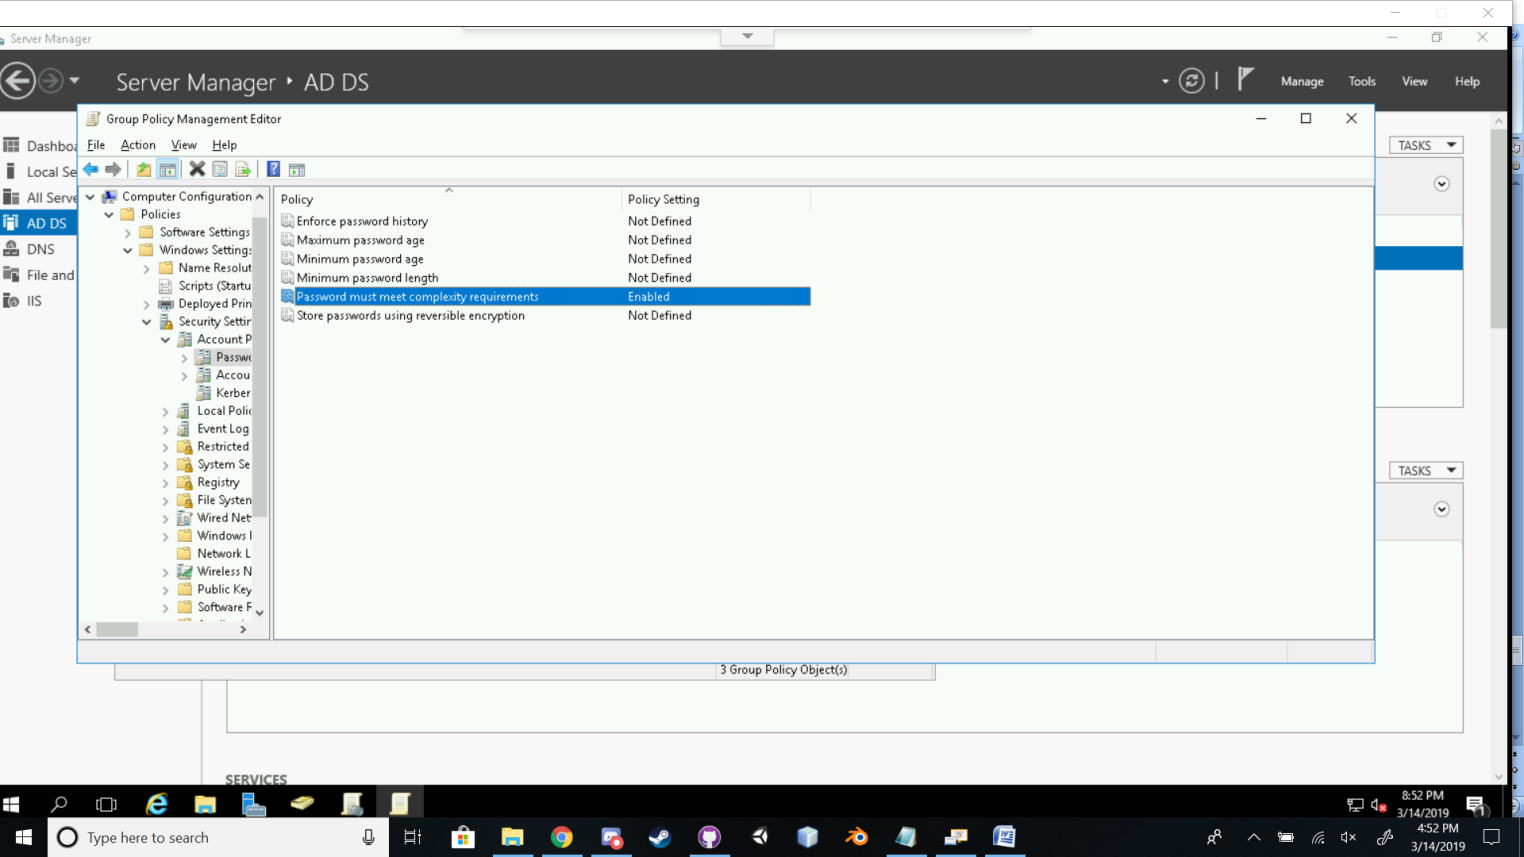 Server Manager
Server Manager ‣ AD DS
Manage Tools View Help
Group Policy Management Editor
File Action View Help
Dashboa
Local Se
All Serve
AD DS
DNS
File and
IIS
TASKS
Computer Configuration
Policies
Software Settings
Windows Settings
Name Resolut
Scripts (Startu
Deployed Prin
Security Settin
Account P
Passwo
Accou
Kerber
Local Polic
Event Log
Restricted
System Se
Registry
File System
Wired Net
Windows
Network L
Wireless N
Public Key
Software R
Policy Policy Setting
Enforce password history Not Defined
Maximum password age Not Defined
Minimum password age Not Defined
Minimum password length Not Defined
Password must meet complexity requirements Enabled
Store passwords using reversible encryption Not Defined
TASKS
3 Group Policy Object(s)
SERVICES
8:52 PM
3/14/2019
1
Type here to search
4:52 PM
3/14/2019